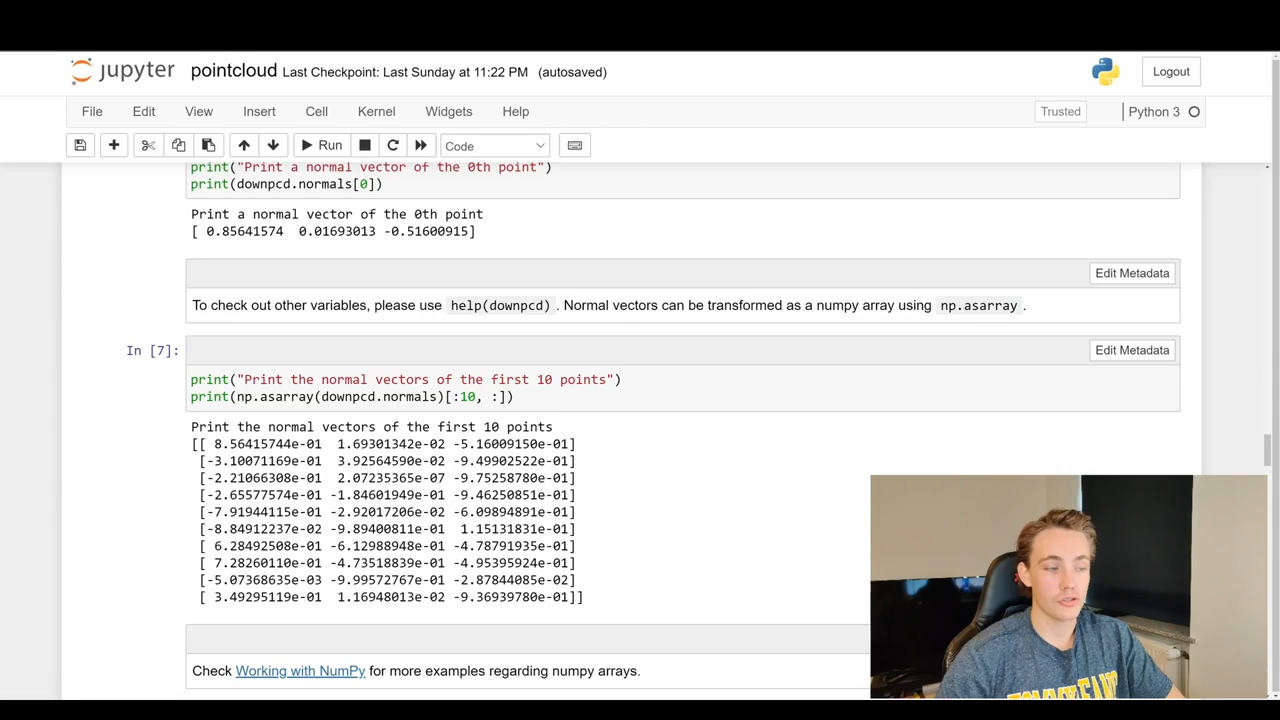 jupyter pointcloud Last Checkpoint: Last Sunday at 11:22 PM (autosaved) Logout
File Edit View Insert Cell Kernel Widgets Help Trusted Python 3
Run Code
print("Print a normal vector of the 0th point")
print(downpcd.normals[0])
Print a normal vector of the 0th point
[ 0.85641574 0.01693013 -0.51600915]
Edit Metadata
To check out other variables, please use help(downpcd). Normal vectors can be transformed as a numpy array using np.asarray.
In [7]:
Edit Metadata
print("Print the normal vectors of the first 10 points")
print(np.asarray(downpcd.normals)[:10, :])
Print the normal vectors of the first 10 points
[[ 8.56415744e-01 1.69301342e-02 -5.16009150e-01]
[-3.10071169e-01 3.92564590e-02 -9.49902522e-01]
[-2.21066308e-01 2.07235365e-07 -9.75258780e-01]
[-2.65577574e-01 -1.84601949e-01 -9.46250851e-01]
[-7.91944115e-01 -2.92017206e-02 -6.09894891e-01]
[-8.84912237e-02 -9.89400811e-01 1.15131831e-01]
[ 6.28492508e-01 -6.12988948e-01 -4.78791935e-01]
[ 7.28260110e-01 -4.73518839e-01 -4.95395924e-01]
[-5.07368635e-03 -9.99572767e-01 -2.87844085e-02]
[ 3.49295119e-01 1.16948013e-02 -9.36939780e-01]]
Check Working with NumPy for more examples regarding numpy arrays.